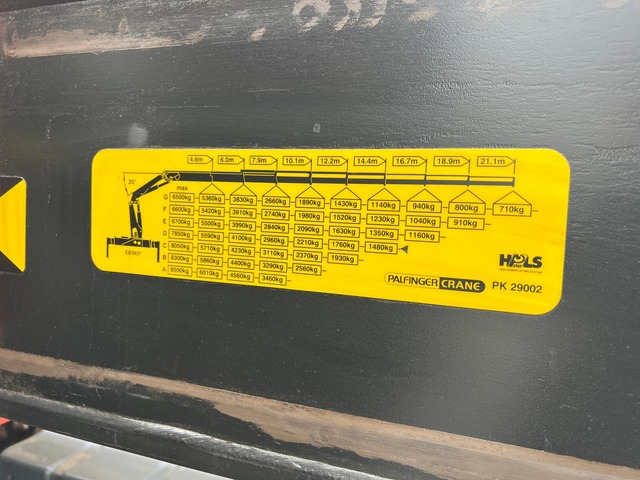 4.6m 6.0m 7.9m 10.1m 12.2m 14.4m 16.7m 18.9m 21.1m
20°
max
G 6500kg 5360kg 3830kg 2660kg 1890kg 1430kg 1140kg 940kg 800kg 710kg
F 6600kg 5420kg 3910kg 2740kg 1980kg 1520kg 1230kg 1040kg 910kg
E 6700kg 5500kg 3990kg 2840kg 2090kg 1630kg 1350kg 1160kg
D 7850kg 5590kg 4100kg 2960kg 2210kg 1760kg 1480kg
C 8050kg 5710kg 4230kg 3110kg 2370kg 1930kg
B 8300kg 5860kg 4400kg 3290kg 2560kg
A 8500kg 6010kg 4560kg 3460kg
HPLS
PALFINGER CRANE PK 29002